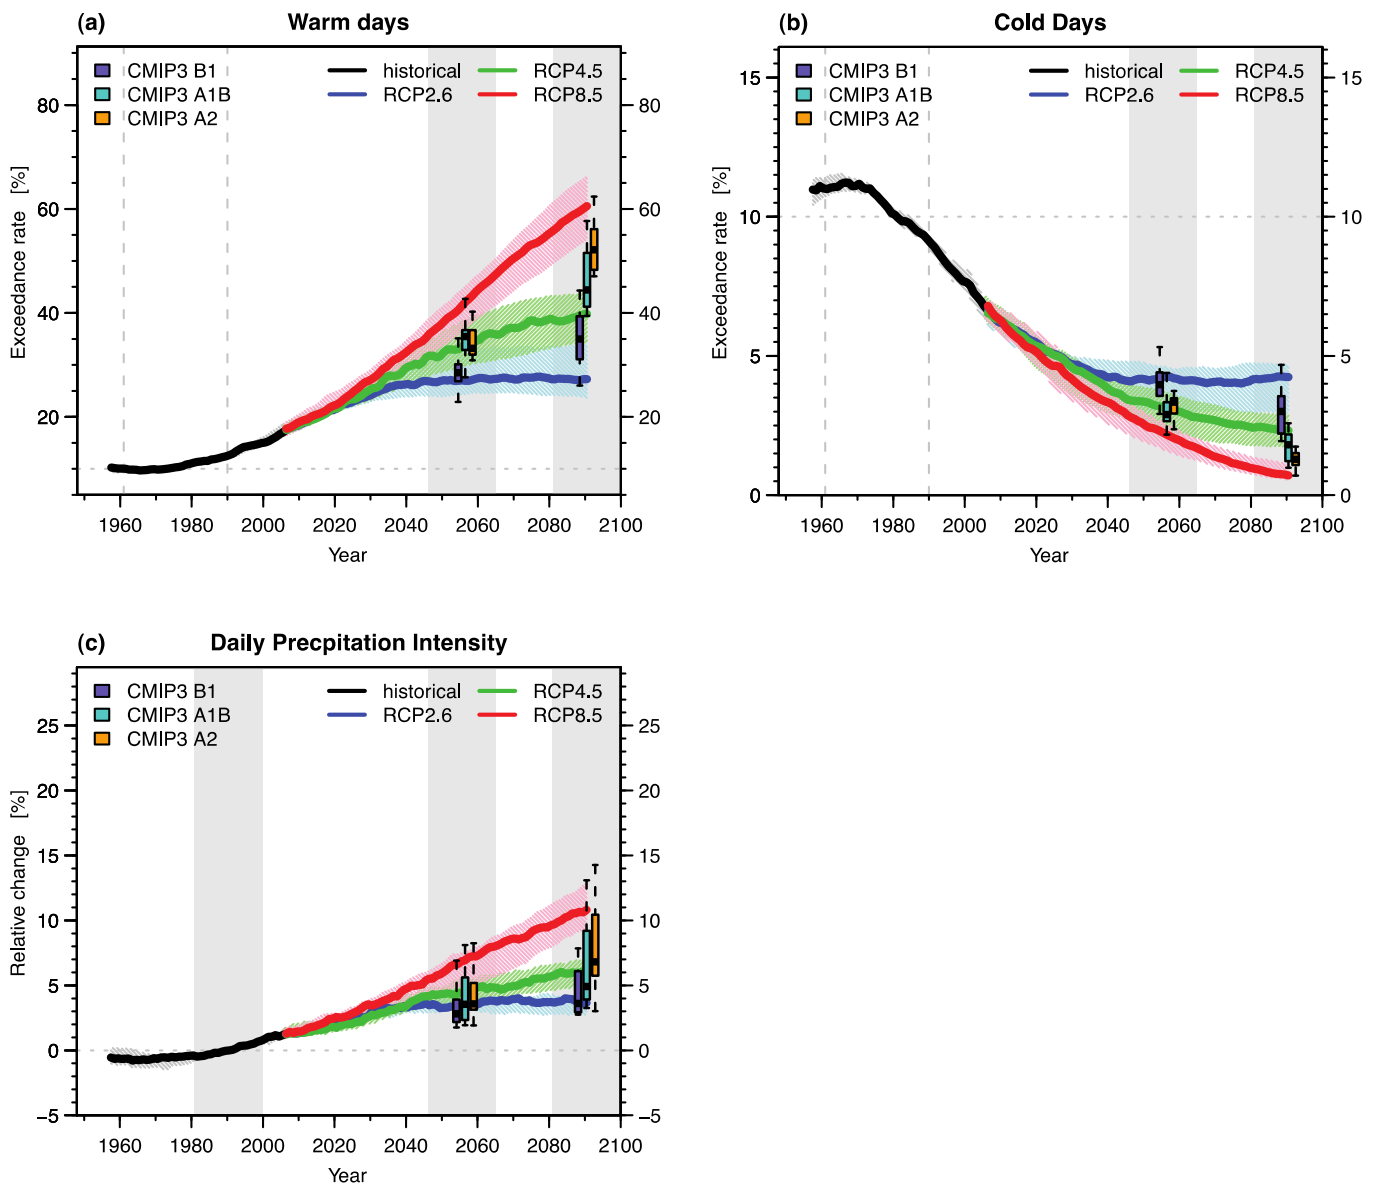 (a) Warm days
CMIP3 B1
CMIP3 A1B
CMIP3 A2
historical RCP4.5
RCP2.6 RCP8.5
Exceedance rate [%]
80 80
60 60
40 40
20 20
1960 1980 2000 2020 2040 2060 2080 2100
Year
(b) Cold Days
CMIP3 B1
CMIP3 A1B
CMIP3 A2
historical RCP4.5
RCP2.6 RCP8.5
Exceedance rate [%]
15 15
10 10
5 5
0 0
1960 1980 2000 2020 2040 2060 2080 2100
Year
(c) Daily Precpitation Intensity
CMIP3 B1
CMIP3 A1B
CMIP3 A2
historical RCP4.5
RCP2.6 RCP8.5
Relative change [%]
25 25
20 20
15 15
10 10
5 5
0 0
−5 −5
1960 1980 2000 2020 2040 2060 2080 2100
Year